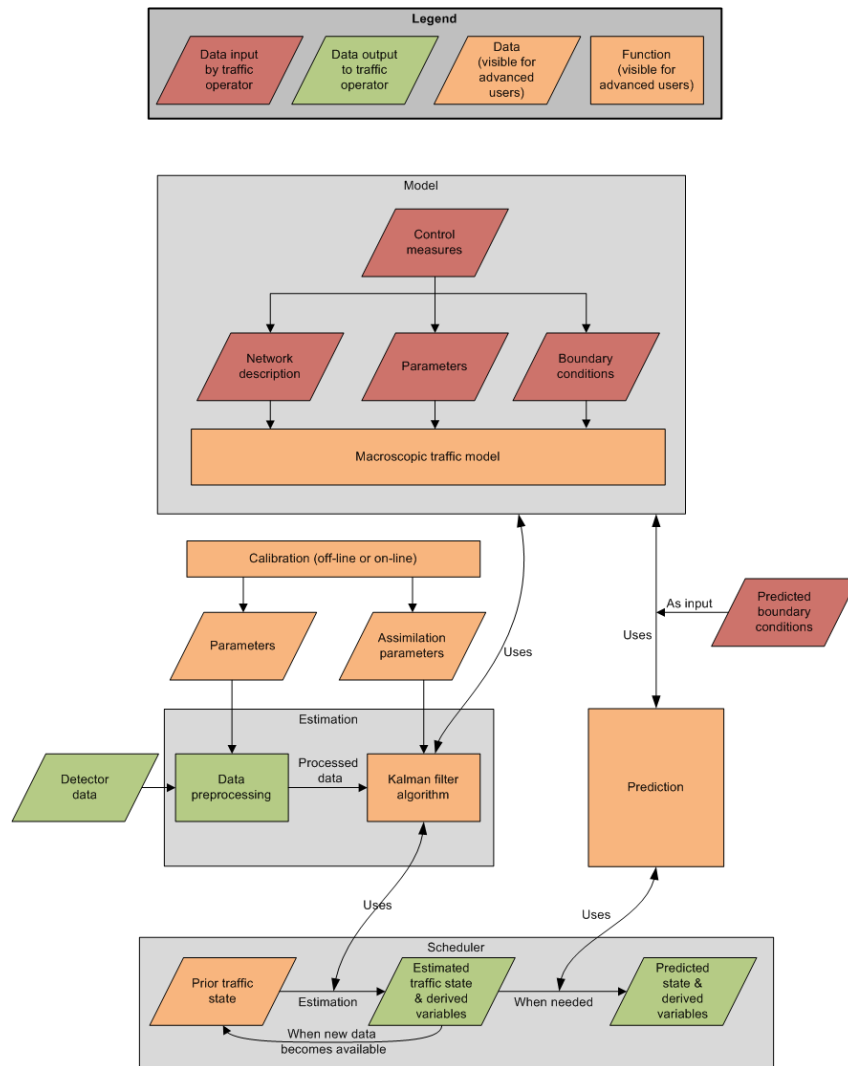 Legend
Data input
by traffic
operator
Data output
to traffic
operator
Data
(visible for
advanced
users)
Function
(visible for
advanced users)
Model
Control
measures
Network
description
Parameters
Boundary
conditions
Macroscopic traffic model
Calibration (off-line or on-line)
Parameters
Assimilation
parameters
Uses
As input
Uses
Predicted
boundary
conditions
Estimation
Detector
data
Data
preprocessing
Processed
data
Kalman filter
algorithm
Prediction
Uses
Uses
Scheduler
Prior traffic
state
Estimation
Estimated
traffic state
& derived
variables
When needed
Predicted
state &
derived
variables
When new data
becomes available